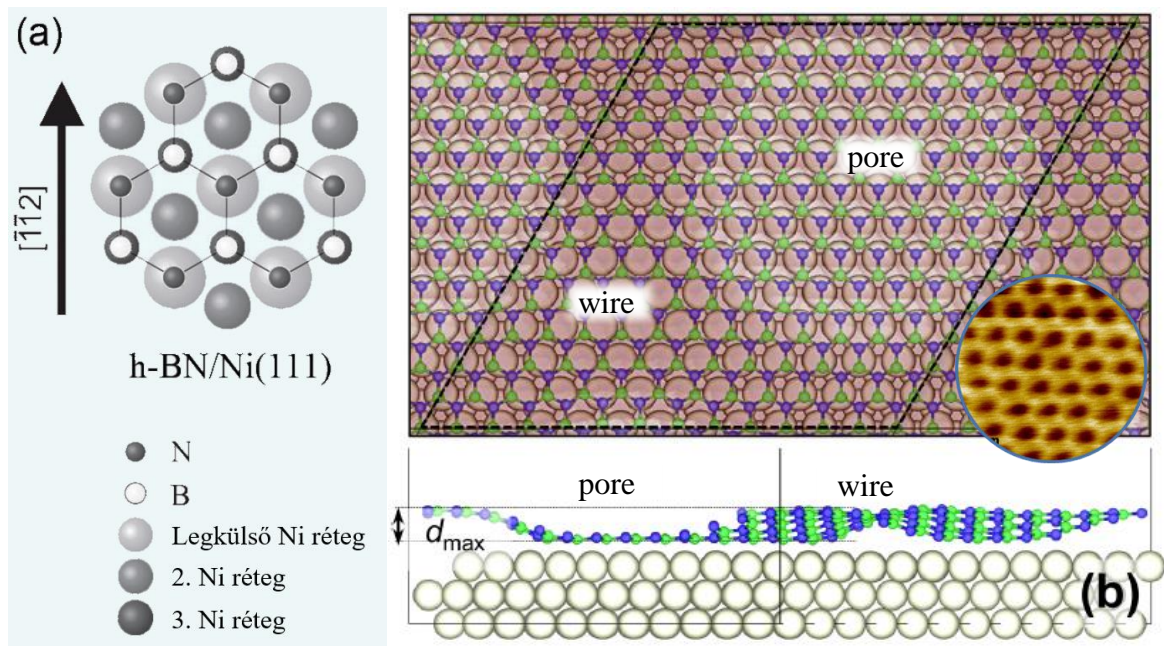 (a)
[1̄1̄2]
h-BN/Ni(111)
N
B
Legkülső Ni réteg
2. Ni réteg
3. Ni réteg
pore
wire
pore
wire
dmax
(b)